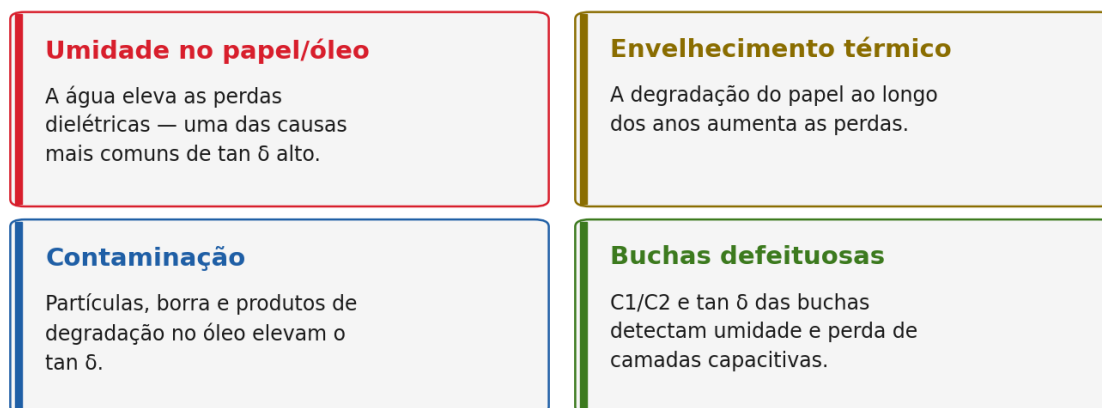 Umidade no papel/óleo
A água eleva as perdas
dielétricas — uma das causas
mais comuns de tan δ alto.
Envelhecimento térmico
A degradação do papel ao longo
dos anos aumenta as perdas.
Contaminação
Partículas, borra e produtos de
degradação no óleo elevam o
tan δ.
Buchas defeituosas
C1/C2 e tan δ das buchas
detectam umidade e perda de
camadas capacitivas.